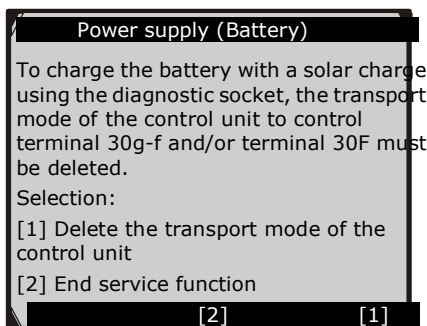 Power supply (Battery)
To charge the battery with a solar charge
using the diagnostic socket, the transport
mode of the control unit to control
terminal 30g-f and/or terminal 30F must
be deleted.
Selection:
[1] Delete the transport mode of the
control unit
[2] End service function
[2] [1]